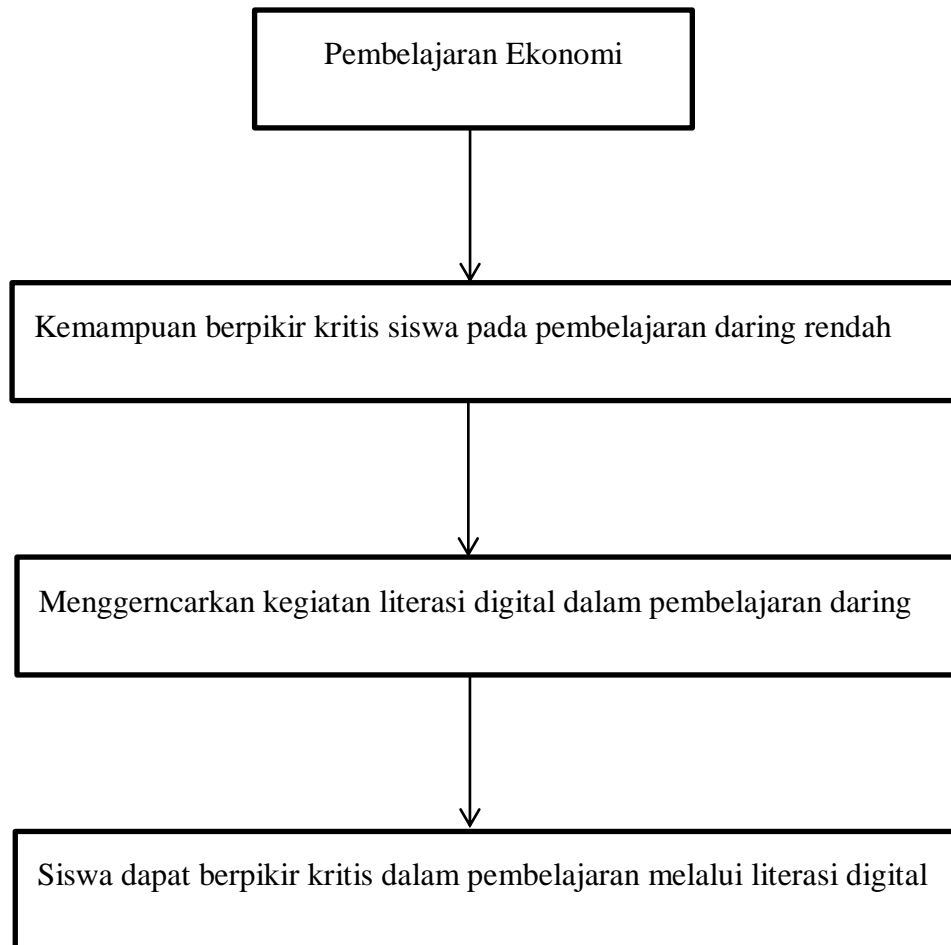 Pembelajaran Ekonomi
Kemampuan berpikir kritis siswa pada pembelajaran daring rendah
Menggerncarkan kegiatan literasi digital dalam pembelajaran daring
Siswa dapat berpikir kritis dalam pembelajaran melalui literasi digital